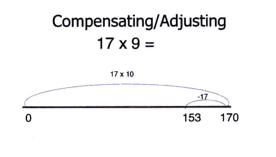 Compensating/Adjusting
17 x 9 =
17 x 10
-17
0 153 170